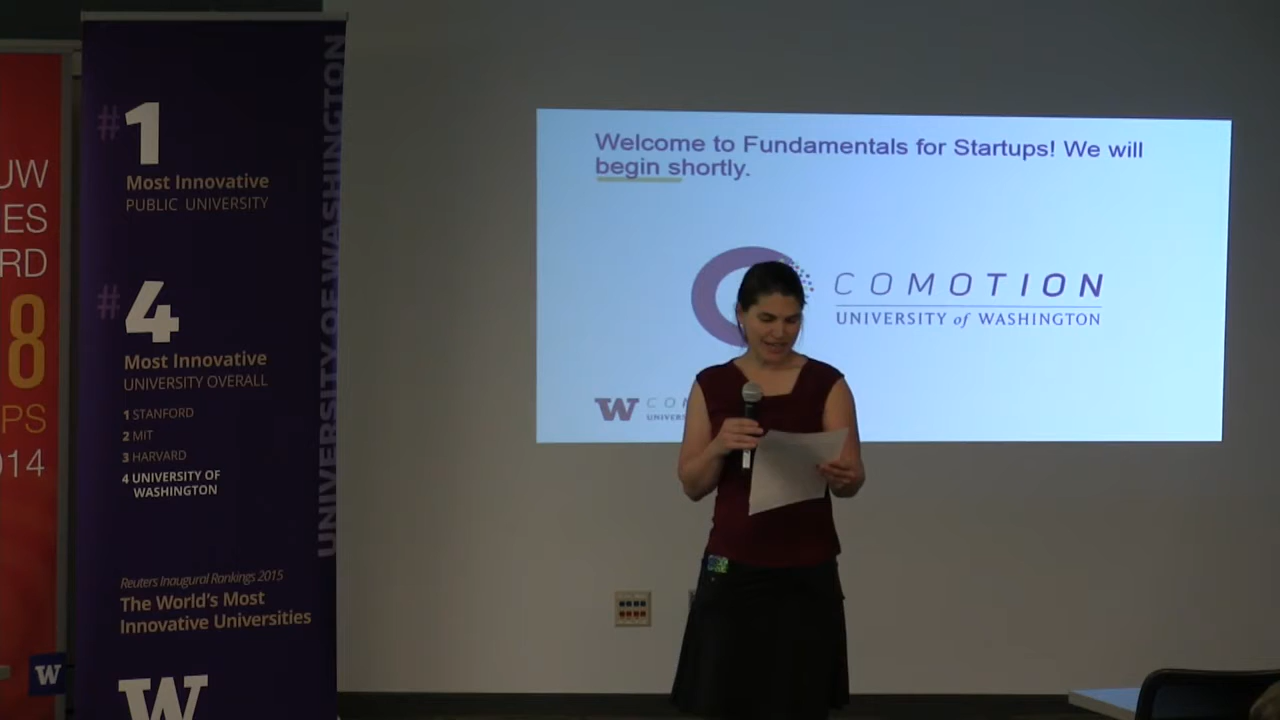 UW
ES
RD
8
PS
014
W
#1
Most Innovative
PUBLIC UNIVERSITY
#4
Most Innovative
UNIVERSITY OVERALL
1 STANFORD
2 MIT
3 HARVARD
4 UNIVERSITY OF
WASHINGTON
Reuters Inaugural Rankings 2015
The World's Most
Innovative Universities
W
UNIVERSITY OF WASHINGTON
Welcome to Fundamentals for Startups! We will
begin shortly.
COMOTION
UNIVERSITY of WASHINGTON
W